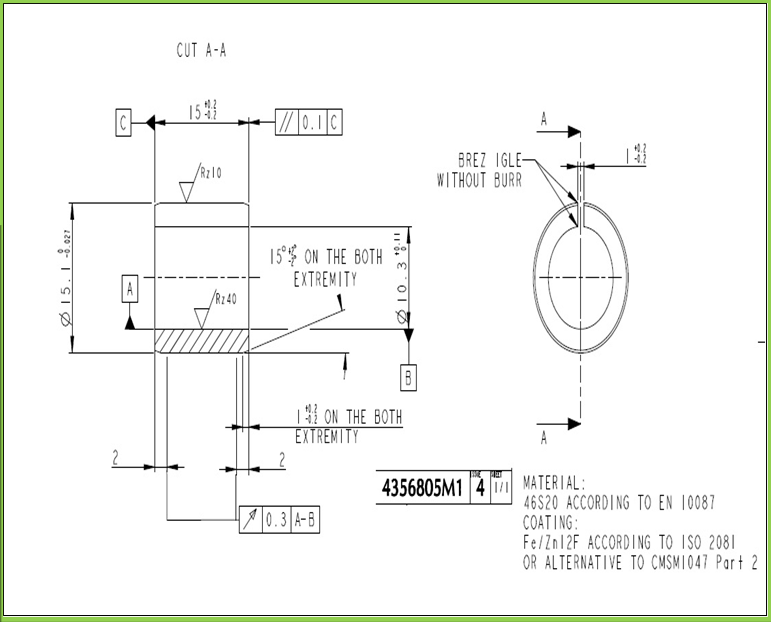 CUT A-A
C
15 +0.2 -0.2
// 0.1 C
Rz10
A
BREZ IGLE
WITHOUT BURR
1 +0.2 -0.2
Ø15.1 0 -0.027
15° ON THE BOTH
EXTREMITY
Ø10.3 +0.11
A
Rz40
B
1 +0.2 -0.2 ON THE BOTH
EXTREMITY
2
2
A
0.3 A-B
4356805M1 4 SHEET 1/1
MATERIAL:
46S20 ACCORDING TO EN 10087
COATING:
Fe/Zn12F ACCORDING TO ISO 2081
OR ALTERNATIVE TO CMSM1047 Part 2